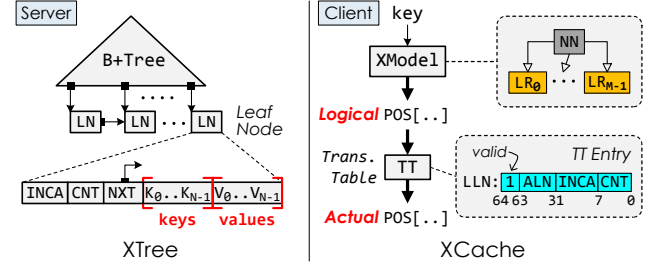 Server
B+Tree
....
LN LN ... LN
Leaf
Node
INCA CNT NXT K0..KN-1 V0..VN-1
keys values
XTree
Client
key
XModel
NN
LR0 ... LRM-1
Logical POS[..]
Trans.
Table
TT
valid
TT Entry
LLN: 1 ALN INCA CNT
64 63 31 7 0
Actual POS[..]
XCache